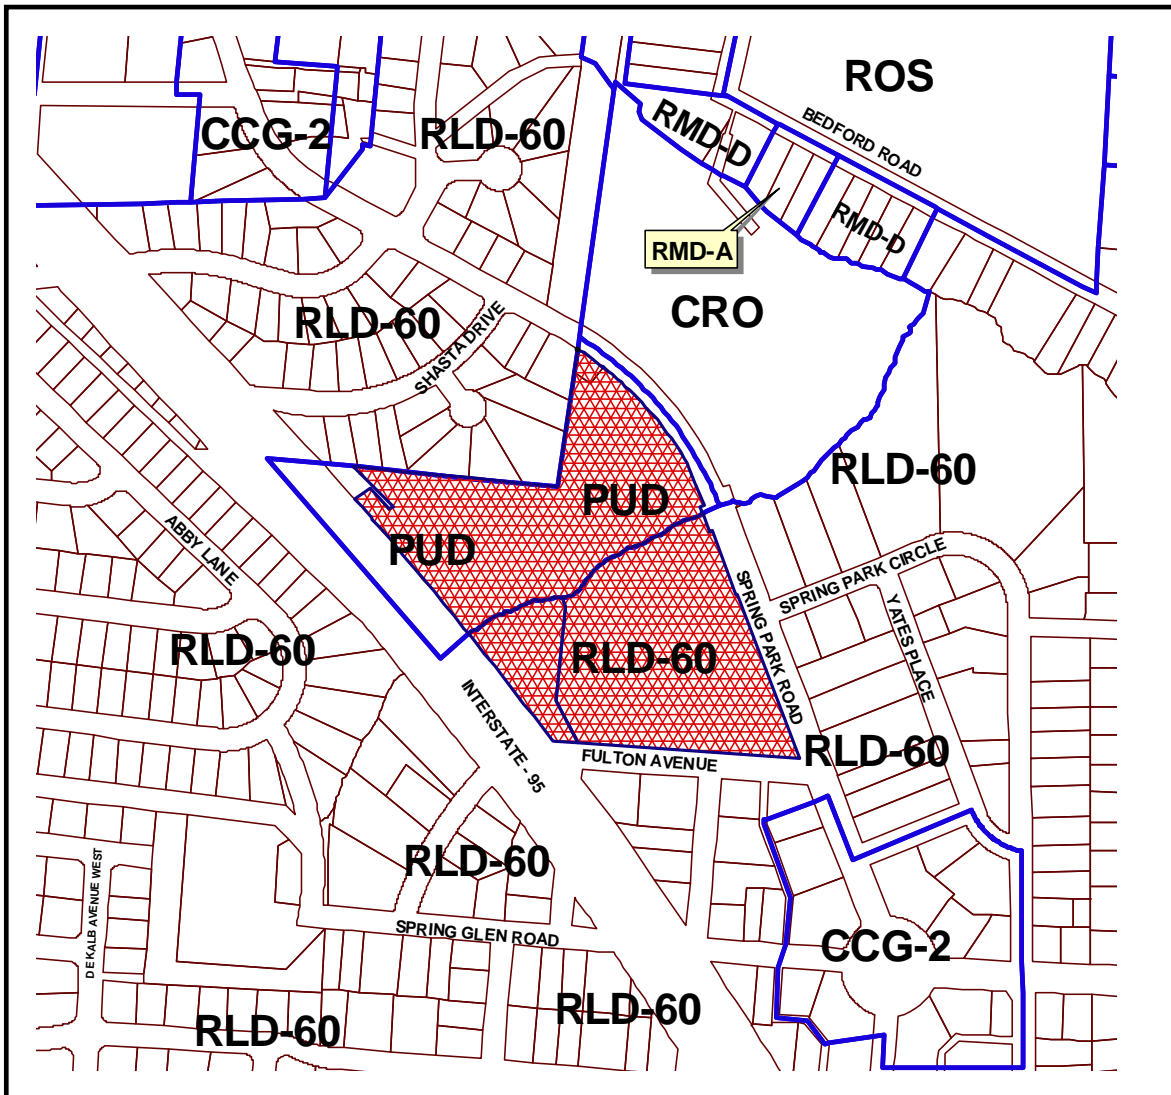 ROS
CCG-2
RLD-60
RMD-D
BEDFORD ROAD
RMD-D
RMD-A
CRO
RLD-60
SHASTA DRIVE
RLD-60
PUD
PUD
ABBY LANE
SPRING PARK CIRCLE
YATES PLACE
SPRING PARK ROAD
RLD-60
RLD-60
INTERSTATE - 95
FULTON AVENUE
RLD-60
RLD-60
DEKALB AVENUE WEST
SPRING GLEN ROAD
CCG-2
RLD-60
RLD-60